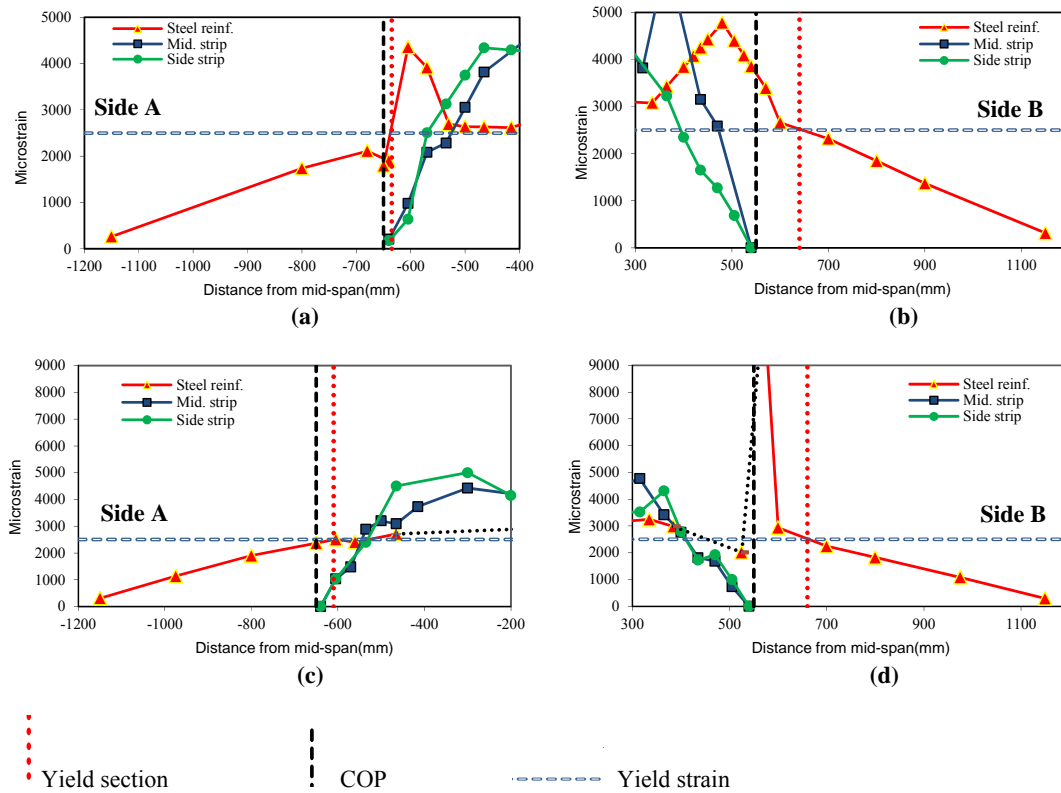 5000
4000
3000
2000
1000
0
Microstrain
Steel reinf.
Mid. strip
Side strip
Side A
-1200 -1100 -1000 -900 -800 -700 -600 -500 -400
Distance from mid-span(mm)
(a)
5000
4000
3000
2000
1000
0
Microstrain
Steel reinf.
Mid. strip
Side strip
Side B
300 500 700 900 1100
Distance from mid-span(mm)
(b)
9000
8000
7000
6000
5000
4000
3000
2000
1000
0
Microstrain
Steel reinf.
Mid. strip
Side strip
Side A
-1200 -1000 -800 -600 -400 -200
Distance from mid-span(mm)
(c)
9000
8000
7000
6000
5000
4000
3000
2000
1000
0
Microstrain
Steel reinf.
Mid. strip
Side strip
Side B
300 500 700 900 1100
Distance from mid-span(mm)
(d)
Yield section COP Yield strain